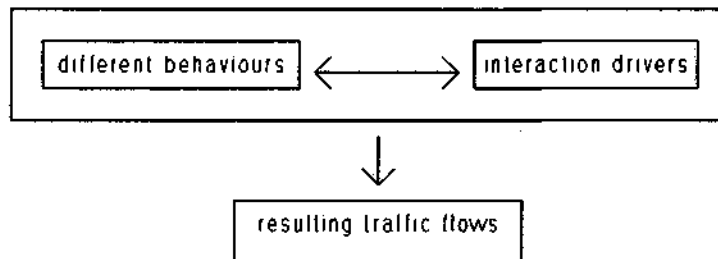 different behaviours
interaction drivers
resulting traffic flows